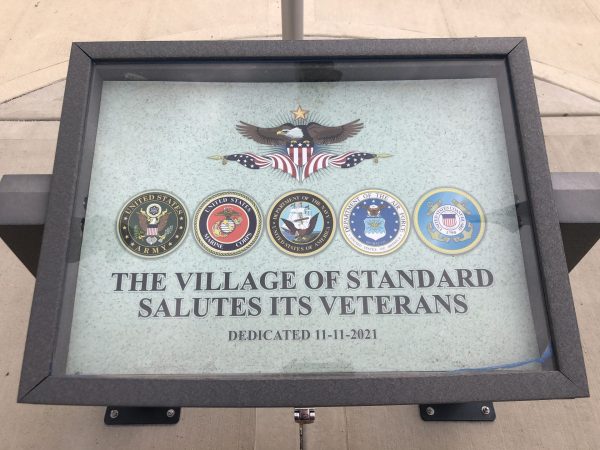 UNITED STATES
ARMY
UNITED STATES
MARINE CORPS
DEPARTMENT OF THE NAVY
UNITED STATES OF AMERICA
DEPARTMENT OF THE AIR FORCE
THE VILLAGE OF STANDARD
SALUTES ITS VETERANS
DEDICATED 11-11-2021